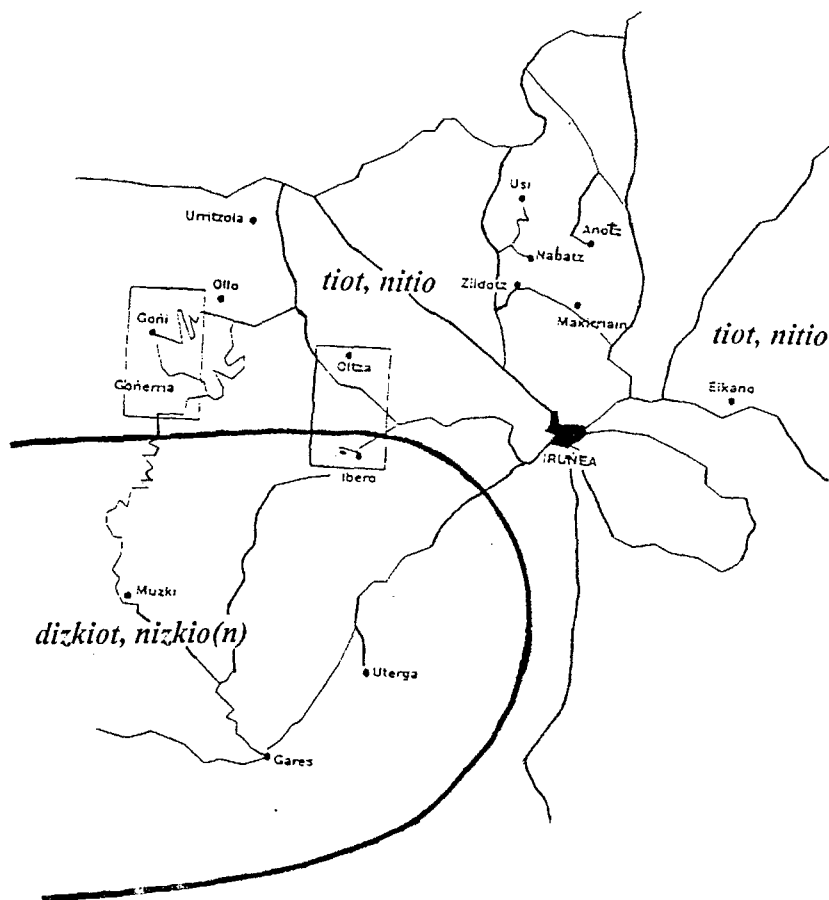 Usi
Urritzola
Anotz
Nabatz
tiot, nitio
Zildotz
Ollo
Makirriain
Goñi
tiot, nitio
Oltza
Goñerria
Elkano
IRUÑEA
Ibero
Muzki
dizkiot, nizkio(n)
Uterga
Gares